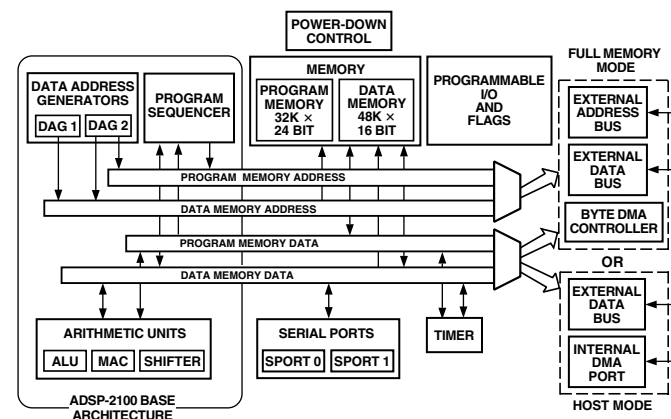 POWER-DOWN
CONTROL
DATA ADDRESS
GENERATORS
DAG 1
DAG 2
PROGRAM
SEQUENCER
MEMORY
PROGRAM
MEMORY
32K ×
24 BIT
DATA
MEMORY
48K ×
16 BIT
PROGRAMMABLE
I/O
AND
FLAGS
FULL MEMORY
MODE
EXTERNAL
ADDRESS
BUS
EXTERNAL
DATA
BUS
BYTE DMA
CONTROLLER
OR
EXTERNAL
DATA
BUS
INTERNAL
DMA
PORT
HOST MODE
PROGRAM MEMORY ADDRESS
DATA MEMORY ADDRESS
PROGRAM MEMORY DATA
DATA MEMORY DATA
ARITHMETIC UNITS
ALU
MAC
SHIFTER
SERIAL PORTS
SPORT 0
SPORT 1
TIMER
ADSP-2100 BASE
ARCHITECTURE